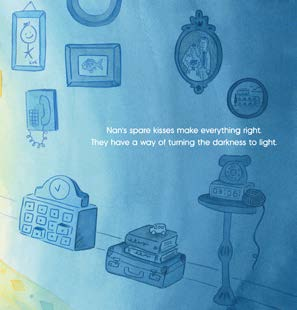 Nan's spare kisses make everything right.
They have a way of turning the darkness to light.